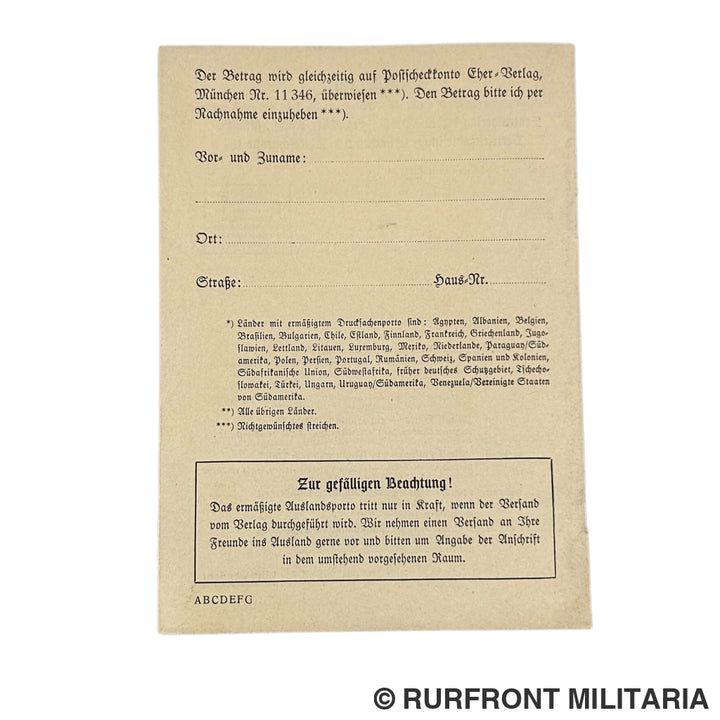 Der Betrag wird gleichzeitig auf Postscheckkonto Eher-Verlag,
München Nr. 11 346, überwiesen ***). Den Betrag bitte ich per
Nachnahme einzuheben ***).
Vor- und Zuname:
Ort:
Straße: Haus-Nr.
*) Länder mit ermäßigtem Drucksachenporto sind: Ägypten, Albanien, Belgien,
Brasilien, Bulgarien, Chile, Estland, Finnland, Frankreich, Griechenland, Jugo-
slawien, Lettland, Litauen, Luxemburg, Mexiko, Niederlande, Paraguay/Süd-
amerika, Polen, Persien, Portugal, Rumänien, Schweiz, Spanien und Kolonien,
Südafrikanische Union, Südwestafrika, früher deutsches Schutzgebiet, Tschecho-
slowakei, Türkei, Ungarn, Uruguay/Südamerika, Venezuela/Vereinigte Staaten
von Südamerika.
**) Alle übrigen Länder.
***) Nichtgewünschtes streichen.
Zur gefälligen Beachtung!
Das ermäßigte Auslandsporto tritt nur in Kraft, wenn der Versand
vom Verlag durchgeführt wird. Wir nehmen einen Versand an Ihre
Freunde ins Ausland gerne vor und bitten um Angabe der Anschrift
in dem umstehend vorgesehenen Raum.
ABCDEFG
© RURFRONT MILITARIA